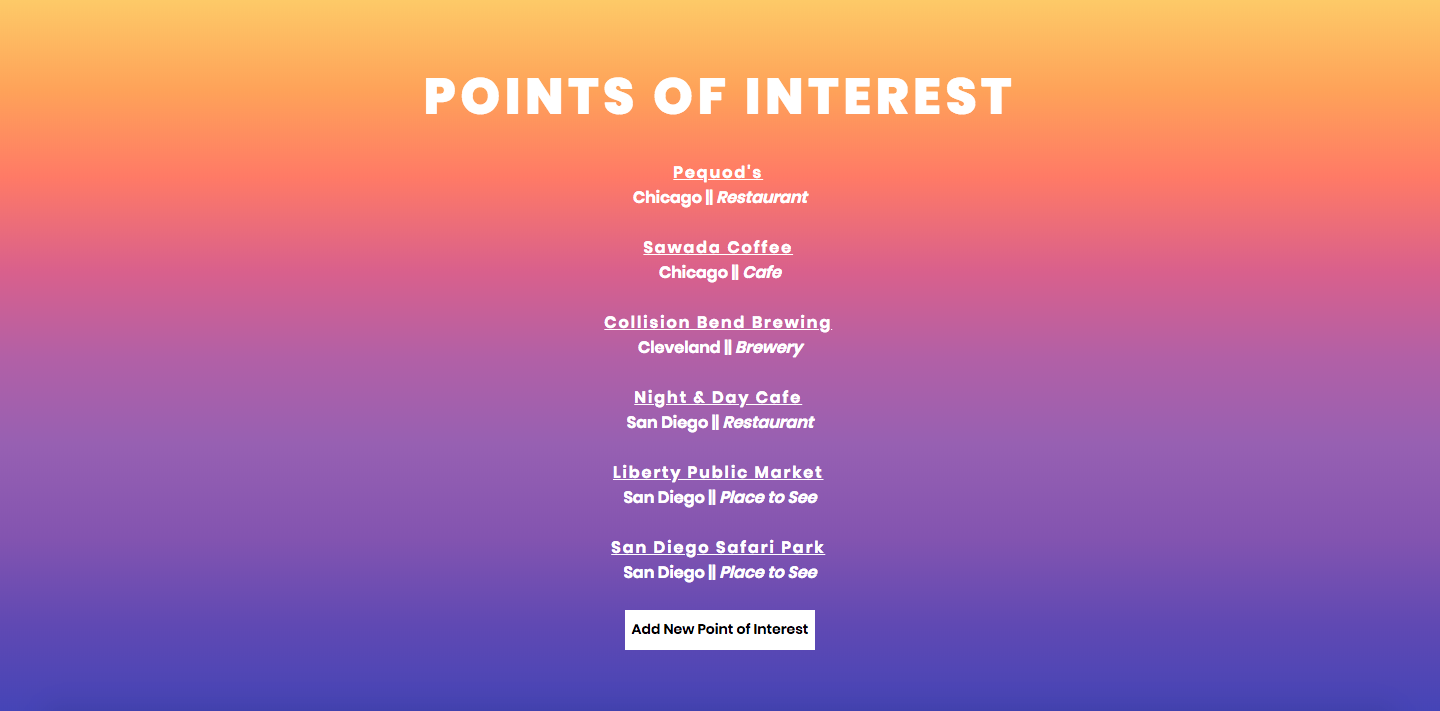 POINTS OF INTEREST
Pequod's
Chicago || Restaurant
Sawada Coffee
Chicago || Cafe
Collision Bend Brewing
Cleveland || Brewery
Night & Day Cafe
San Diego || Restaurant
Liberty Public Market
San Diego || Place to See
San Diego Safari Park
San Diego || Place to See
Add New Point of Interest